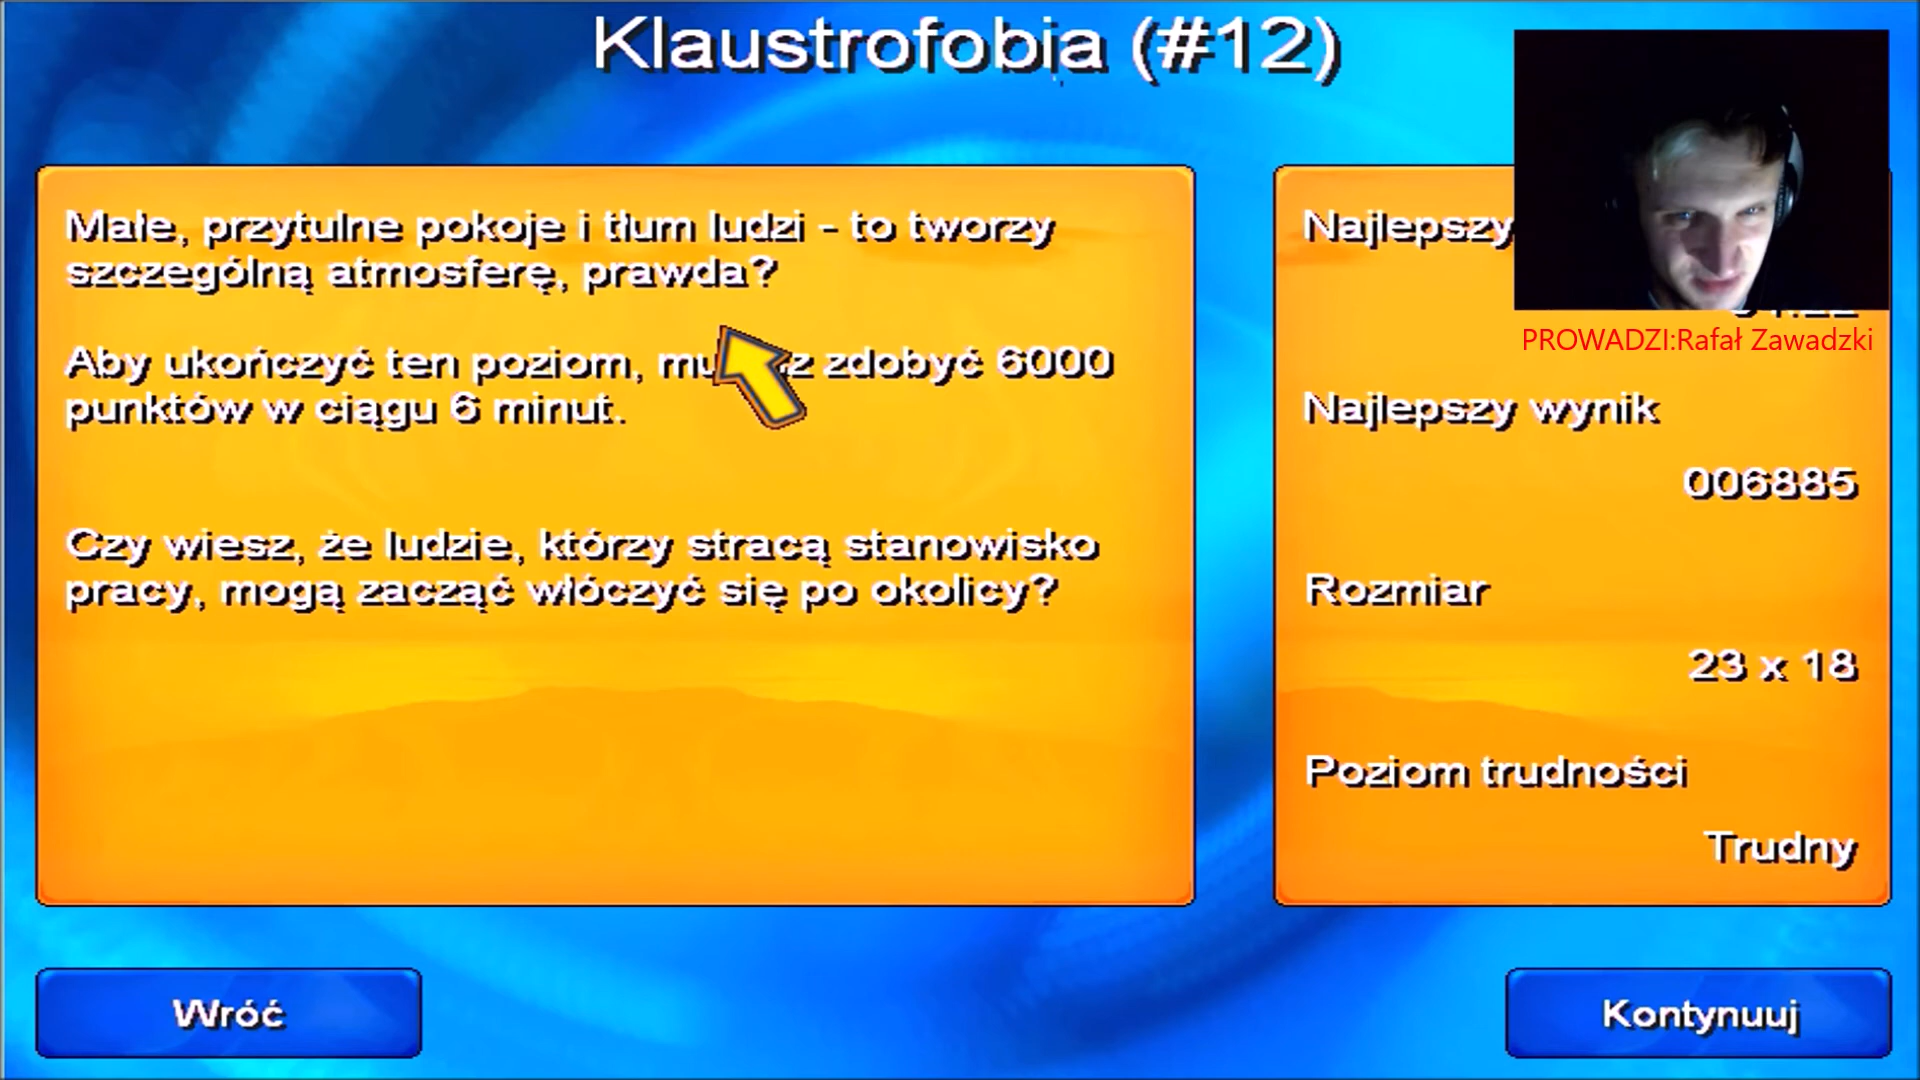 Klaustrofobia (#12)
Małe, przytulne pokoje i tłum ludzi - to tworzy
szczególną atmosferę, prawda?
Aby ukończyć ten poziom, zdobyć 6000
punktów w ciągu 6 minut.
Czy wiesz, że ludzie, którzy stracą stanowisko
pracy, mogą zacząć włóczyć się po okolicy?
Najlepszy
PROWADZI:Rafał Zawadzki
Najlepszy wynik
006885
Rozmiar
23 x 18
Poziom trudności
Trudny
Wróć
Kontynuuj